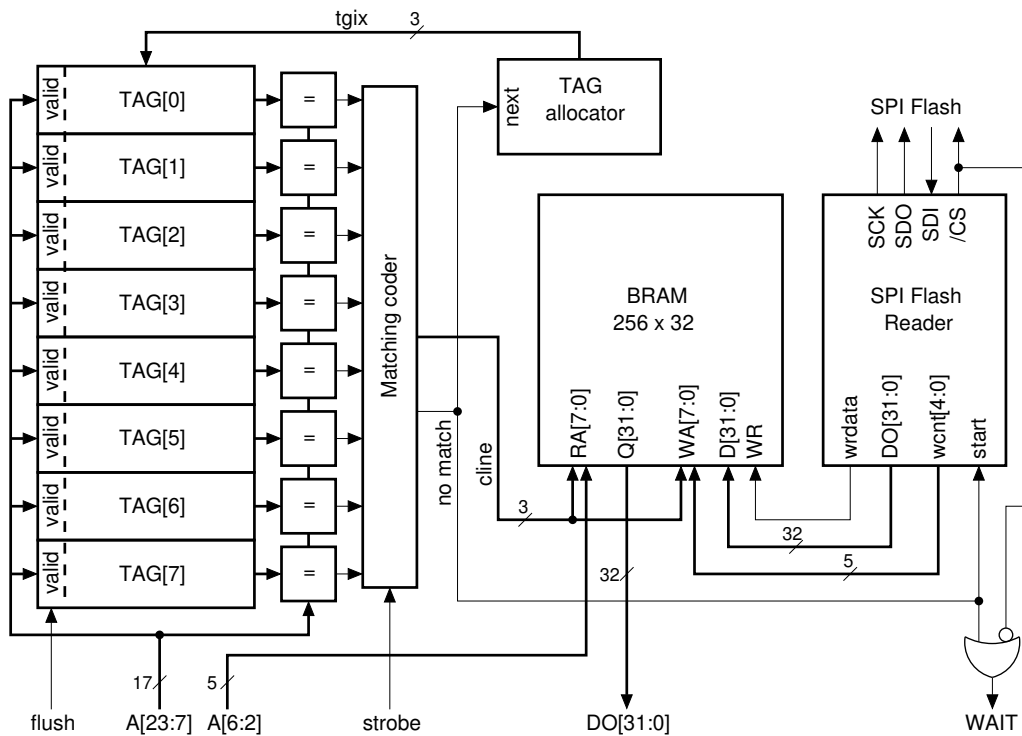 tgix
3
valid
TAG[0]
=
valid
TAG[1]
=
valid
TAG[2]
=
valid
TAG[3]
=
valid
TAG[4]
=
valid
TAG[5]
=
valid
TAG[6]
=
valid
TAG[7]
=
Matching coder
next
TAG
allocator
no match
cline
3
BRAM
256 x 32
RA[7:0]
Q[31:0]
WA[7:0]
D[31:0]
WR
SPI Flash
SCK
SDO
SDI
/CS
SPI Flash
Reader
wrdata
DO[31:0]
wcnt[4:0]
start
32
5
32
17
5
flush
A[23:7]
A[6:2]
strobe
DO[31:0]
WAIT